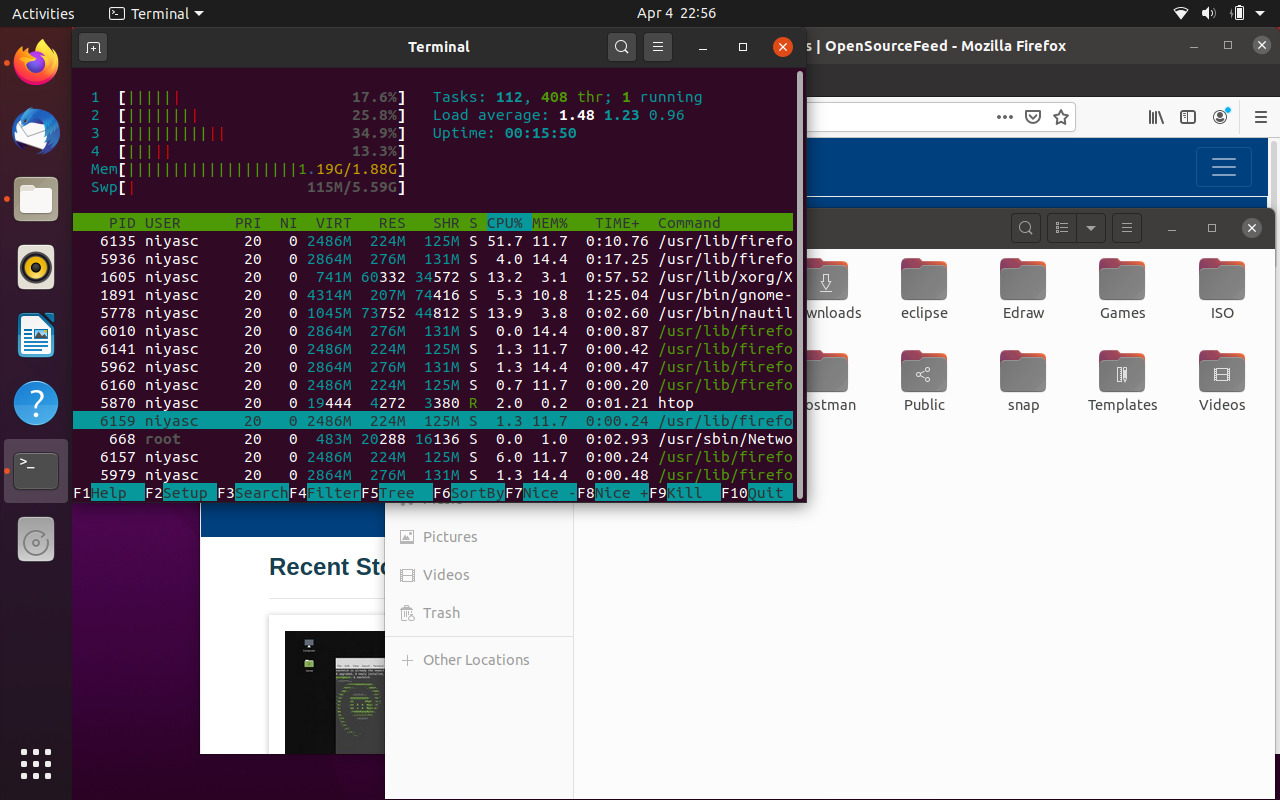 Activities Terminal Apr 4 22:56
Terminal
s | OpenSourceFeed - Mozilla Firefox
1 [|||||| 17.6%] Tasks: 112, 408 thr; 1 running
2 [|||||||| 25.8%] Load average: 1.48 1.23 0.96
3 [||||||||||| 34.9%] Uptime: 00:15:50
4 [||||| 13.3%]
Mem[|||||||||||||||||||1.19G/1.88G]
Swp[| 115M/5.59G]
PID USER PRI NI VIRT RES SHR S CPU% MEM% TIME+ Command
6135 niyasc 20 0 2486M 224M 125M S 51.7 11.7 0:10.76 /usr/lib/firefo
5936 niyasc 20 0 2864M 276M 131M S 4.0 14.4 0:17.25 /usr/lib/firefo
1605 niyasc 20 0 741M 60332 34572 S 13.2 3.1 0:57.52 /usr/lib/xorg/X
1891 niyasc 20 0 4314M 207M 74416 S 5.3 10.8 1:25.04 /usr/bin/gnome-
5778 niyasc 20 0 1045M 73752 44812 S 13.9 3.8 0:02.60 /usr/bin/nautil
6010 niyasc 20 0 2864M 276M 131M S 0.0 14.4 0:00.87 /usr/lib/firefo
6141 niyasc 20 0 2486M 224M 125M S 1.3 11.7 0:00.42 /usr/lib/firefo
5962 niyasc 20 0 2864M 276M 131M S 1.3 14.4 0:00.47 /usr/lib/firefo
6160 niyasc 20 0 2486M 224M 125M S 0.7 11.7 0:00.20 /usr/lib/firefo
5870 niyasc 20 0 19444 4272 3380 R 2.0 0.2 0:01.21 htop
6159 niyasc 20 0 2486M 224M 125M S 1.3 11.7 0:00.24 /usr/lib/firefo
668 root 20 0 483M 20288 16136 S 0.0 1.0 0:02.93 /usr/sbin/Netwo
6157 niyasc 20 0 2486M 224M 125M S 6.0 11.7 0:00.24 /usr/lib/firefo
5979 niyasc 20 0 2864M 276M 131M S 1.3 14.4 0:00.48 /usr/lib/firefo
F1Help F2Setup F3SearchF4FilterF5Tree F6SortByF7Nice -F8Nice +F9Kill F10Quit
wnloads eclipse Edraw Games ISO
ostman Public snap Templates Videos
Pictures
Videos
Trash
Other Locations
Recent Sto